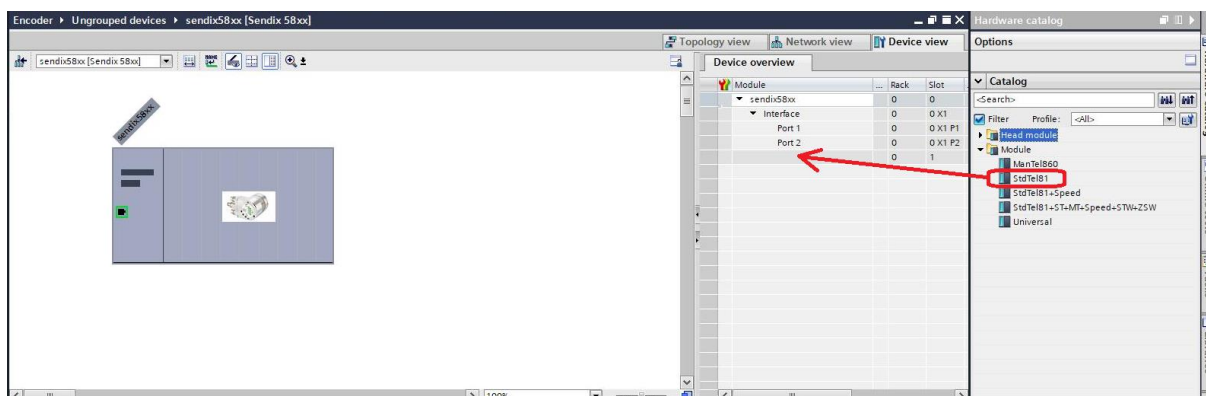 Encoder ▸ Ungrouped devices ▸ sendix58xx [Sendix 58xx]
Hardware catalog
Topology view
Network view
Device view
Options
sendix58xx [Sendix 58xx]
Device overview
Module ... Rack Slot
sendix58xx 0 0
Interface 0 0 X1
Port 1 0 0 X1 P1
Port 2 0 0 X1 P2
0 1
sendix58xx
Catalog
<Search>
Filter Profile: <All>
Head module
Module
ManTel860
StdTel81
StdTel81+Speed
StdTel81+ST+MT+Speed+STW+ZSW
Universal
100%